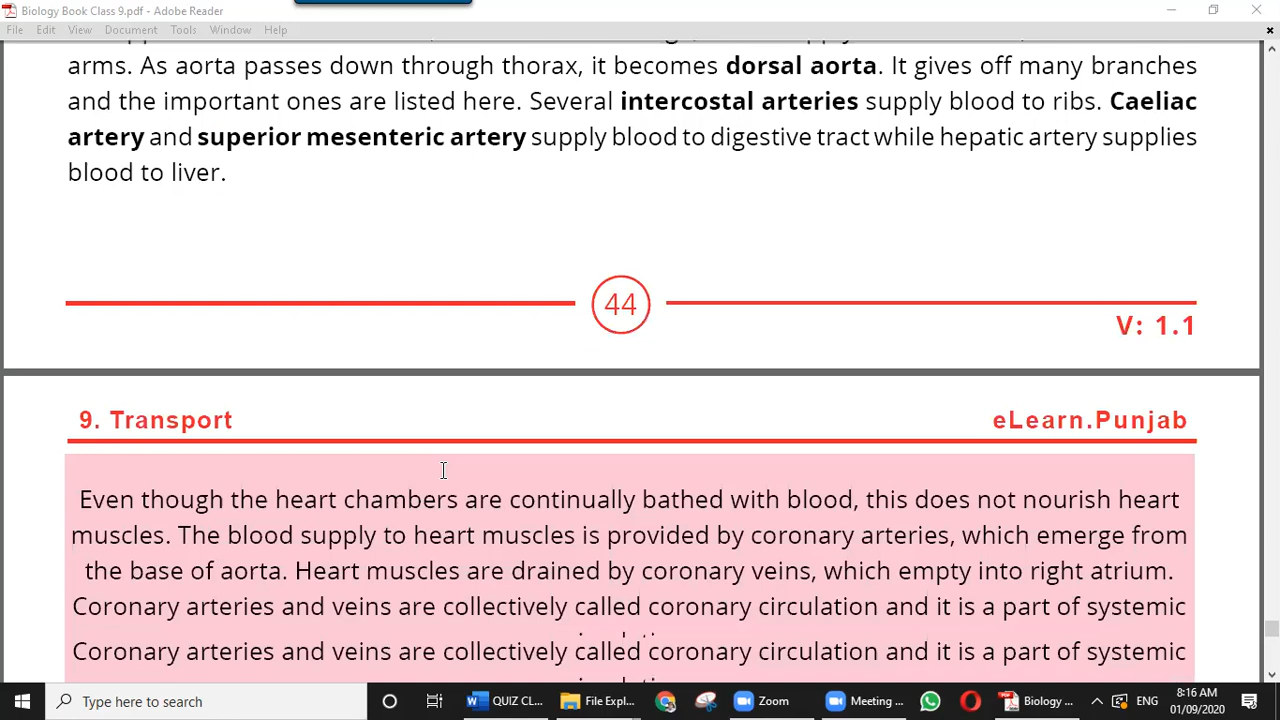 Biology Book Class 9.pdf - Adobe Reader
File Edit View Document Tools Window Help
arms. As aorta passes down through thorax, it becomes dorsal aorta. It gives off many branches
and the important ones are listed here. Several intercostal arteries supply blood to ribs. Caeliac
artery and superior mesenteric artery supply blood to digestive tract while hepatic artery supplies
blood to liver.
44
V: 1.1
9. Transport eLearn.Punjab
Even though the heart chambers are continually bathed with blood, this does not nourish heart
muscles. The blood supply to heart muscles is provided by coronary arteries, which emerge from
the base of aorta. Heart muscles are drained by coronary veins, which empty into right atrium.
Coronary arteries and veins are collectively called coronary circulation and it is a part of systemic
Coronary arteries and veins are collectively called coronary circulation and it is a part of systemic
Type here to search QUIZ CL... File Expl... Zoom Meeting ... Biology ... ENG 8:16 AM
01/09/2020